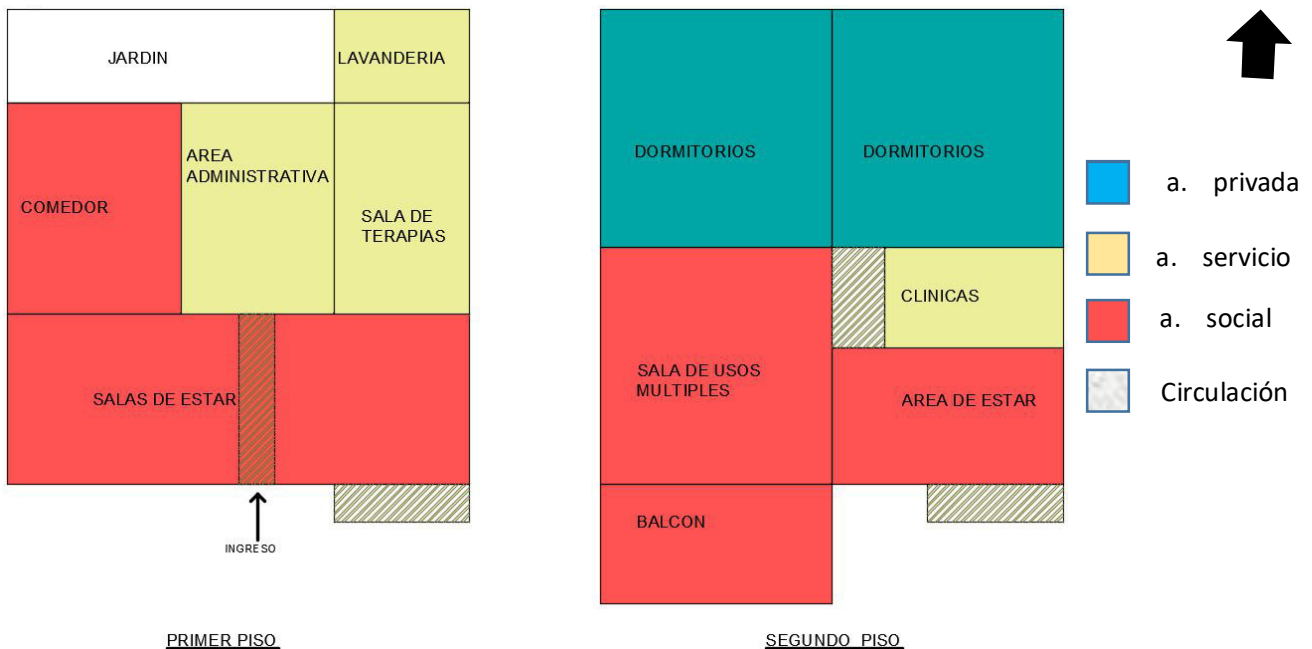 JARDIN
LAVANDERIA
COMEDOR
AREA
ADMINISTRATIVA
SALA DE
TERAPIAS
SALAS DE ESTAR
INGRESO
PRIMER PISO
DORMITORIOS
DORMITORIOS
CLINICAS
SALA DE USOS
MULTIPLES
AREA DE ESTAR
BALCON
SEGUNDO PISO
a. privada
a. servicio
a. social
Circulación